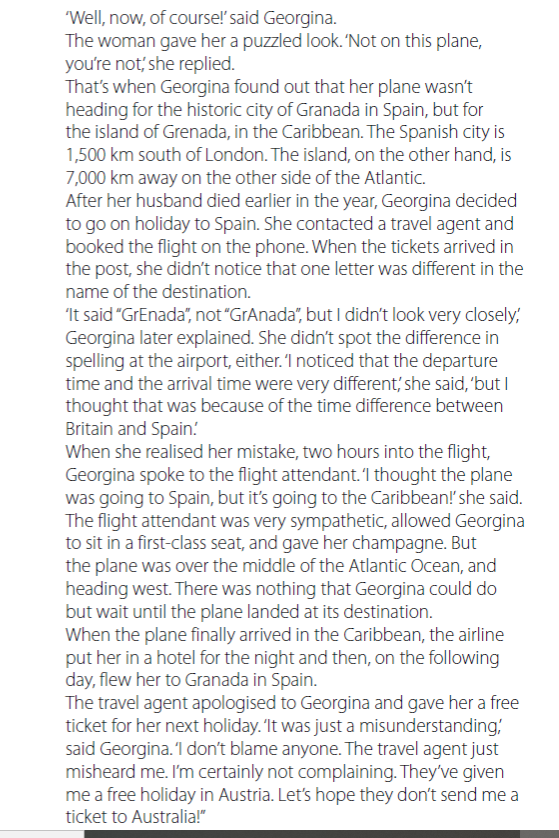 ‘Well, now, of course!’ said Georgina.
The woman gave her a puzzled look. ‘Not on this plane,
you’re not,’ she replied.
That’s when Georgina found out that her plane wasn’t
heading for the historic city of Granada in Spain, but for
the island of Grenada, in the Caribbean. The Spanish city is
1,500 km south of London. The island, on the other hand, is
7,000 km away on the other side of the Atlantic.
After her husband died earlier in the year, Georgina decided
to go on holiday to Spain. She contacted a travel agent and
booked the flight on the phone. When the tickets arrived in
the post, she didn’t notice that one letter was different in the
name of the destination.
‘It said “GrEnada”, not “GrAnada”, but I didn’t look very closely,’
Georgina later explained. She didn’t spot the difference in
spelling at the airport, either. ‘I noticed that the departure
time and the arrival time were very different,’ she said, ‘but I
thought that was because of the time difference between
Britain and Spain.’
When she realised her mistake, two hours into the flight,
Georgina spoke to the flight attendant. ‘I thought the plane
was going to Spain, but it’s going to the Caribbean!’ she said.
The flight attendant was very sympathetic, allowed Georgina
to sit in a first-class seat, and gave her champagne. But
the plane was over the middle of the Atlantic Ocean, and
heading west. There was nothing that Georgina could do
but wait until the plane landed at its destination.
When the plane finally arrived in the Caribbean, the airline
put her in a hotel for the night and then, on the following
day, flew her to Granada in Spain.
The travel agent apologised to Georgina and gave her a free
ticket for her next holiday. ‘It was just a misunderstanding,’
said Georgina. ‘I don’t blame anyone. The travel agent just
misheard me. I’m certainly not complaining. They’ve given
me a free holiday in Austria. Let’s hope they don’t send me a
ticket to Australia!”